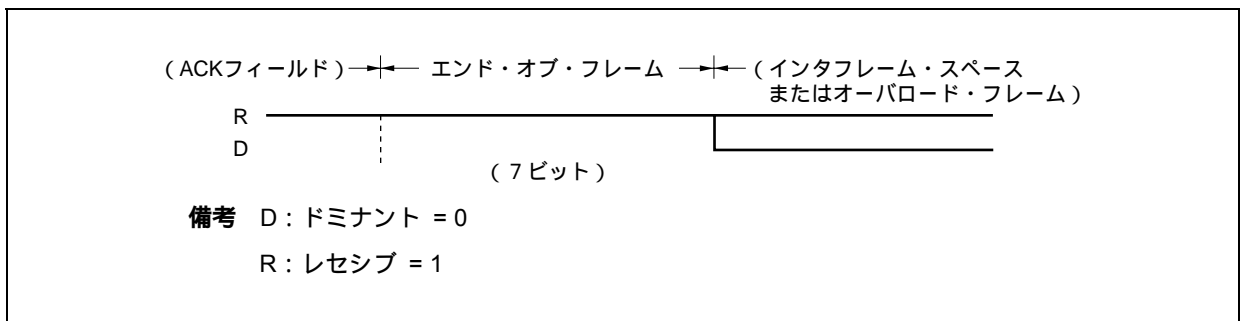 （ACKフィールド） エンド・オブ・フレーム （インタフレーム・スペース
またはオーバロード・フレーム）
R
D
（７ビット）
備考 D：ドミナント = 0
R：レセシブ = 1